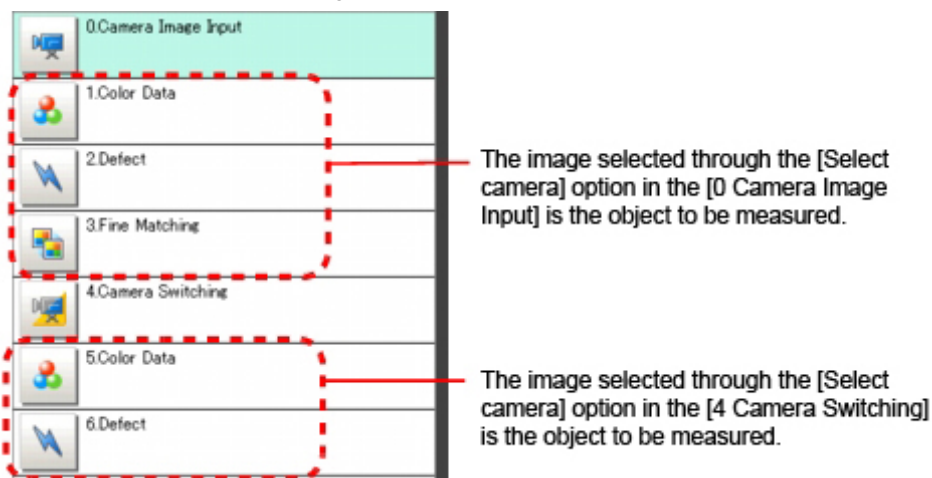 0.Camera Image Input
1.Color Data
2.Defect
3.Fine Matching
4.Camera Switching
5.Color Data
6.Defect
The image selected through the [Select
camera] option in the [0 Camera Image
Input] is the object to be measured.
The image selected through the [Select
camera] option in the [4 Camera Switching]
is the object to be measured.